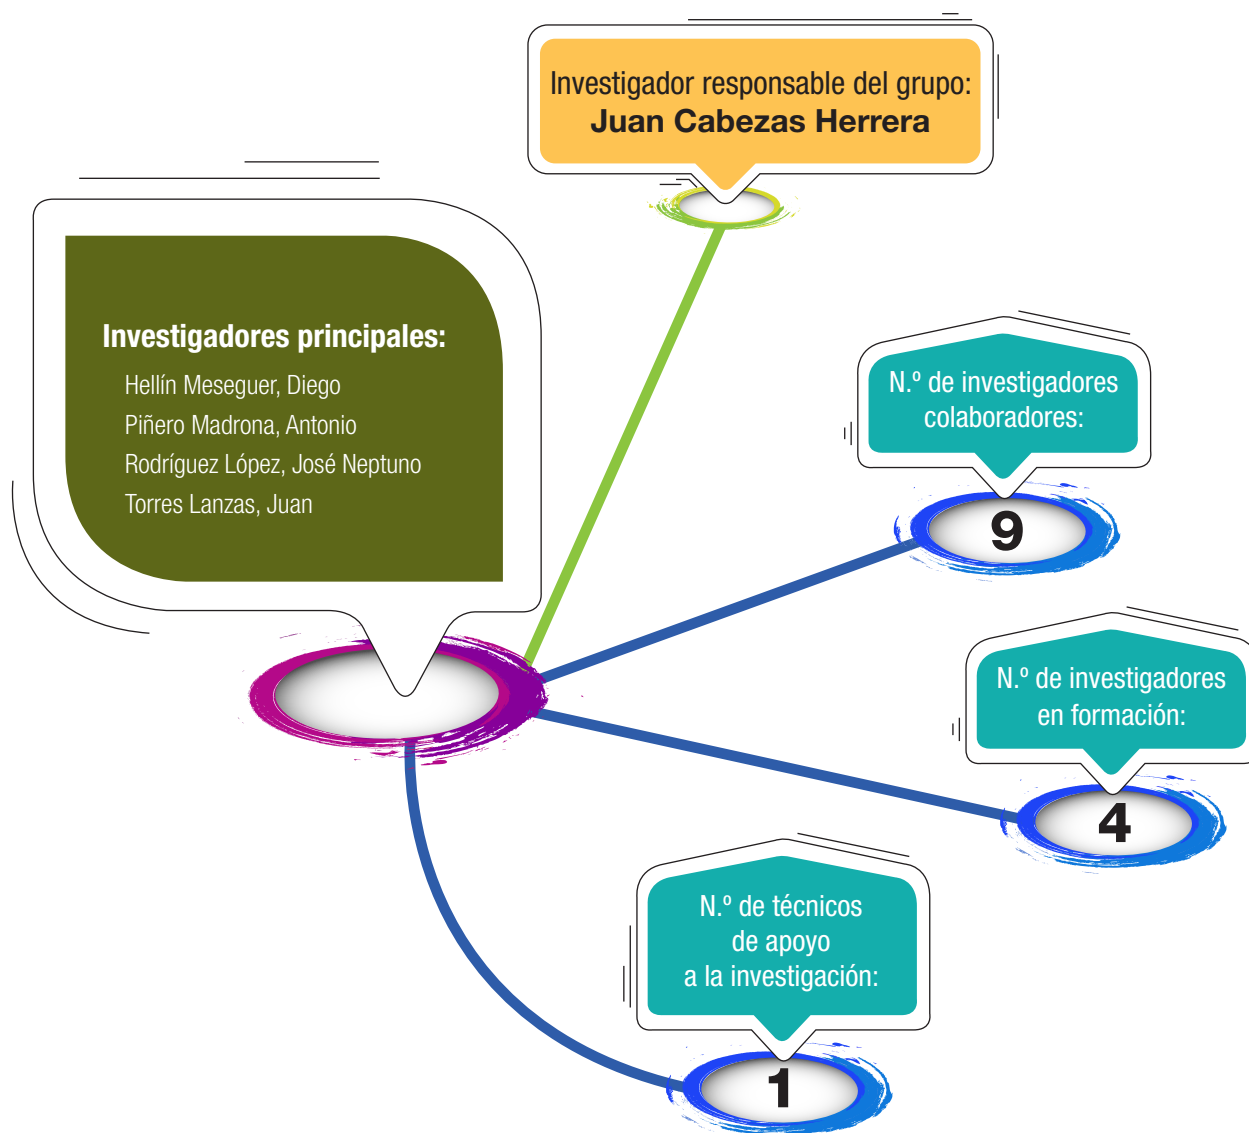 Investigador responsable del grupo:
Juan Cabezas Herrera
Investigadores principales:
Hellín Meseguer, Diego
Piñero Madrona, Antonio
Rodríguez López, José Neptuno
Torres Lanzas, Juan
N.º de investigadores
colaboradores:
9
N.º de investigadores
en formación:
4
N.º de técnicos
de apoyo
a la investigación:
1